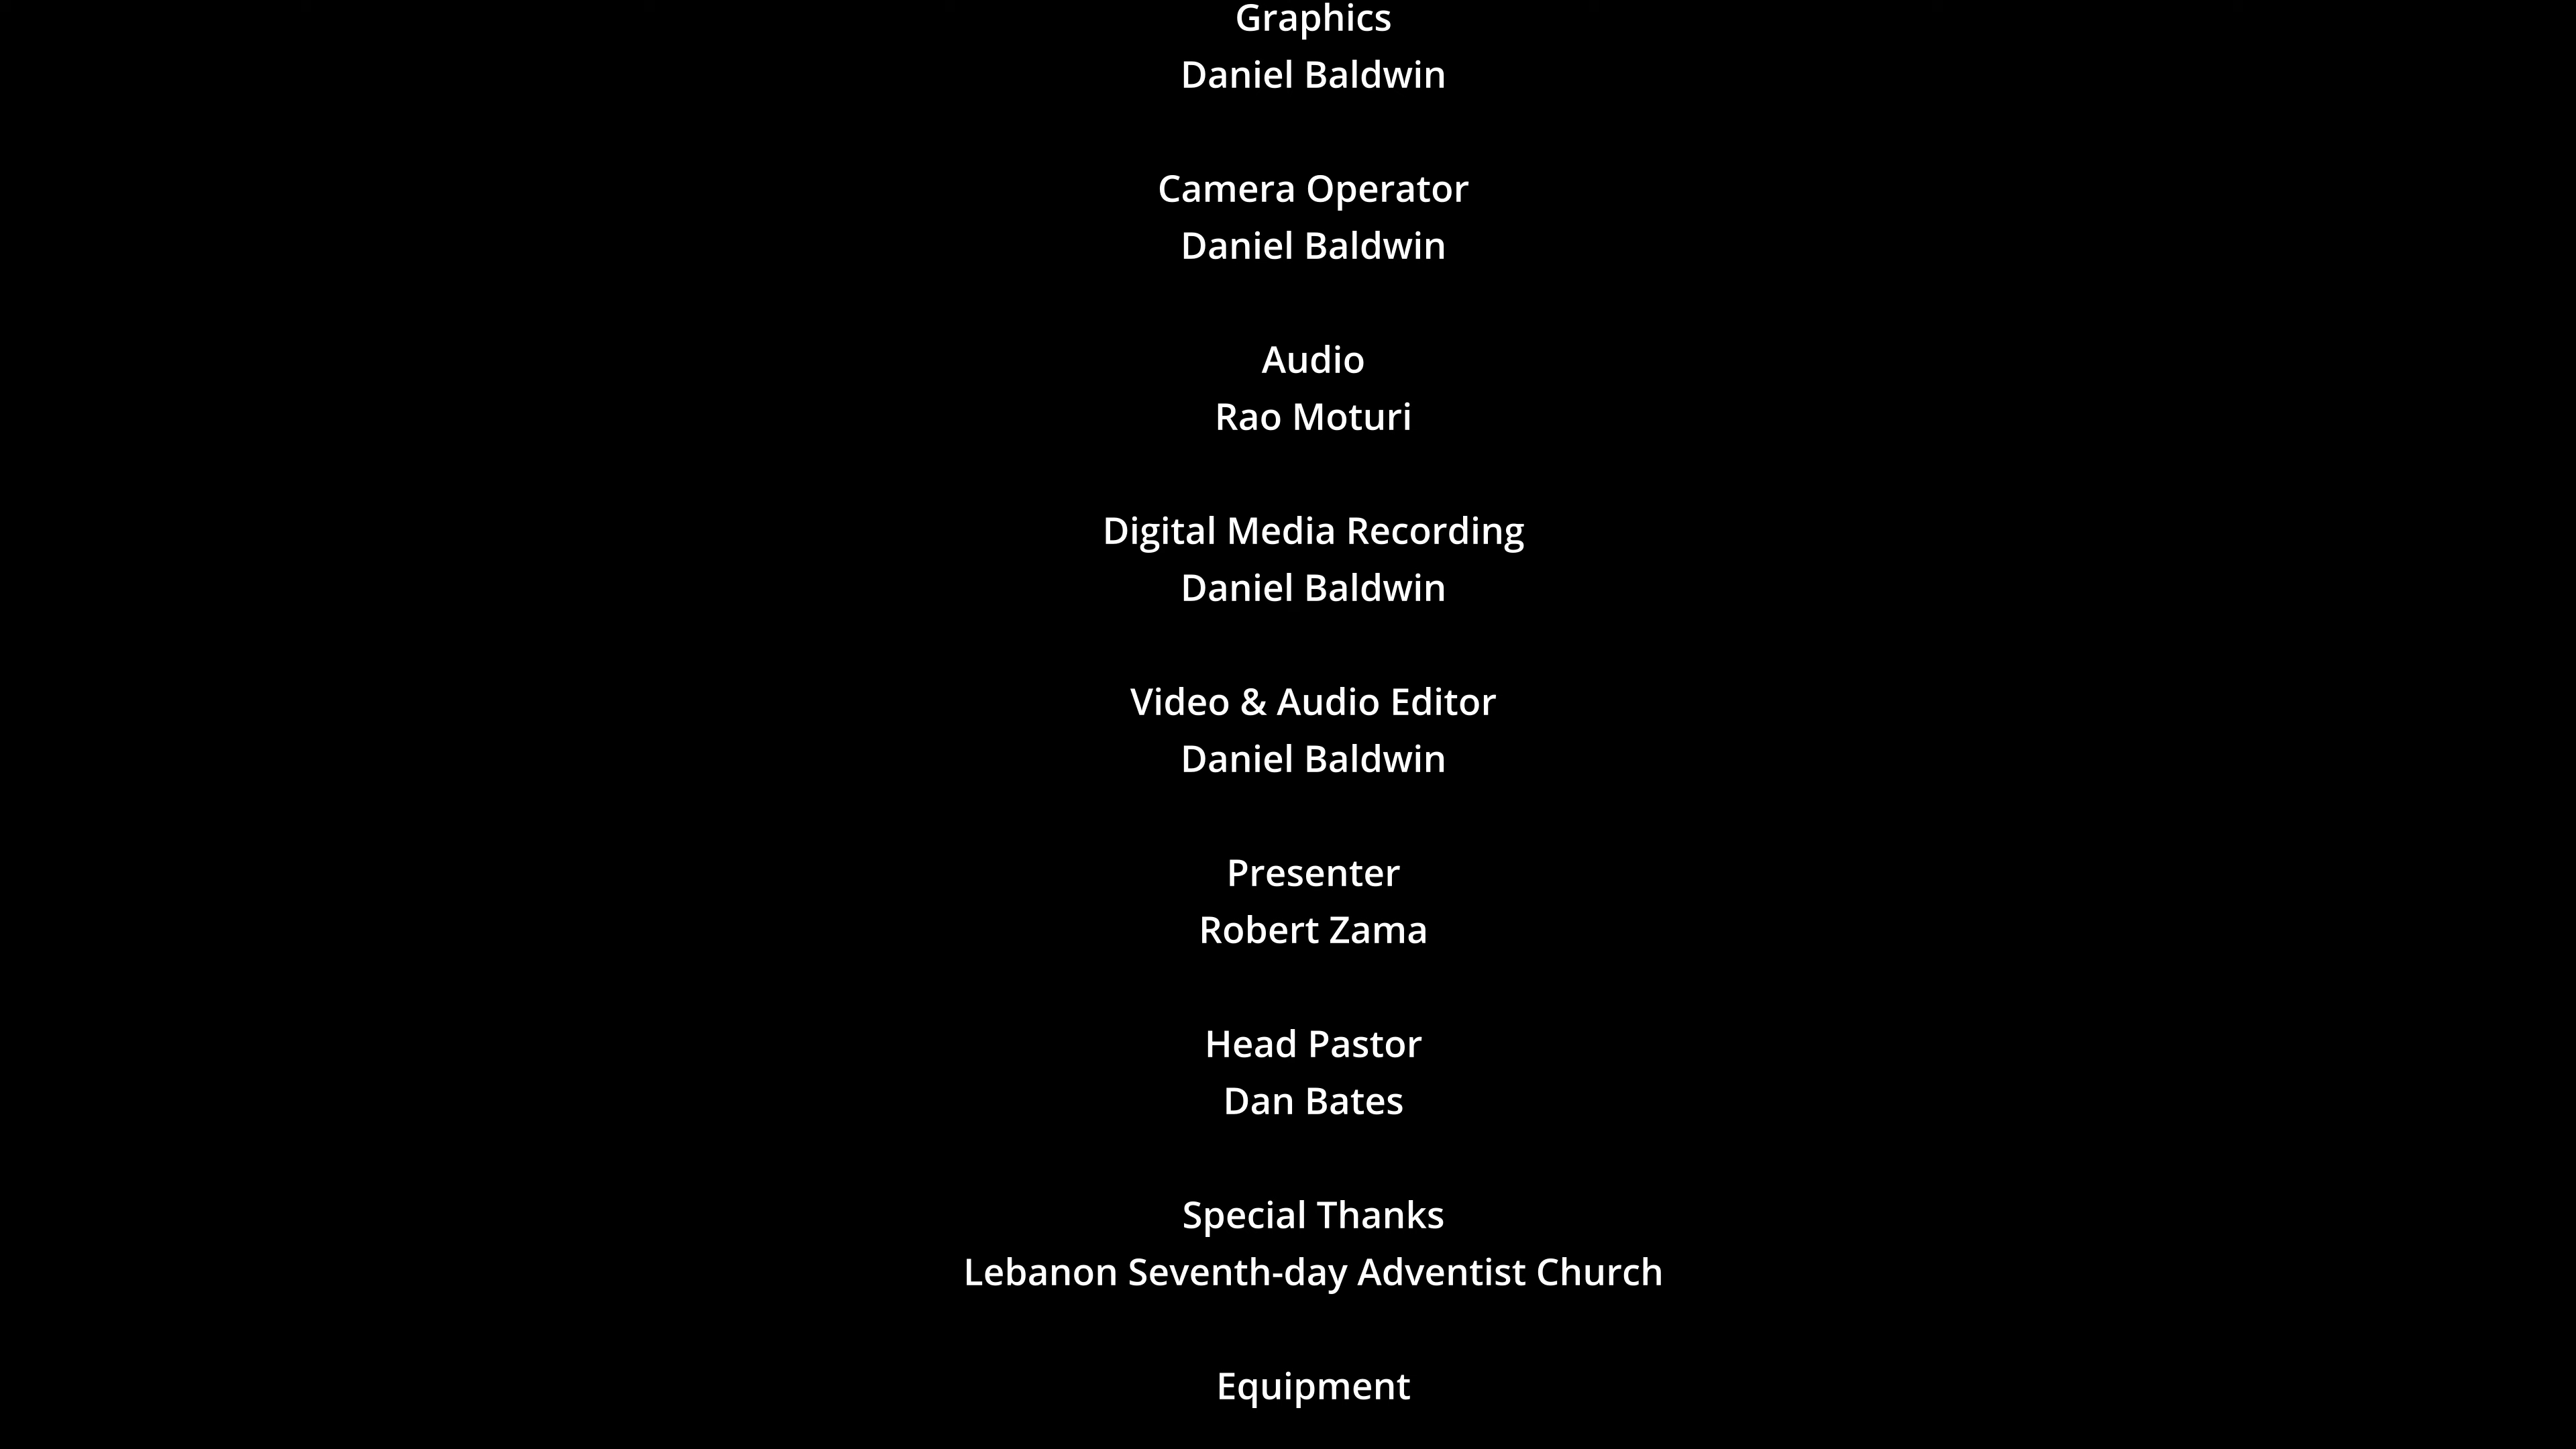 Graphics
Daniel Baldwin
Camera Operator
Daniel Baldwin
Audio
Rao Moturi
Digital Media Recording
Daniel Baldwin
Video & Audio Editor
Daniel Baldwin
Presenter
Robert Zama
Head Pastor
Dan Bates
Special Thanks
Lebanon Seventh-day Adventist Church
Equipment